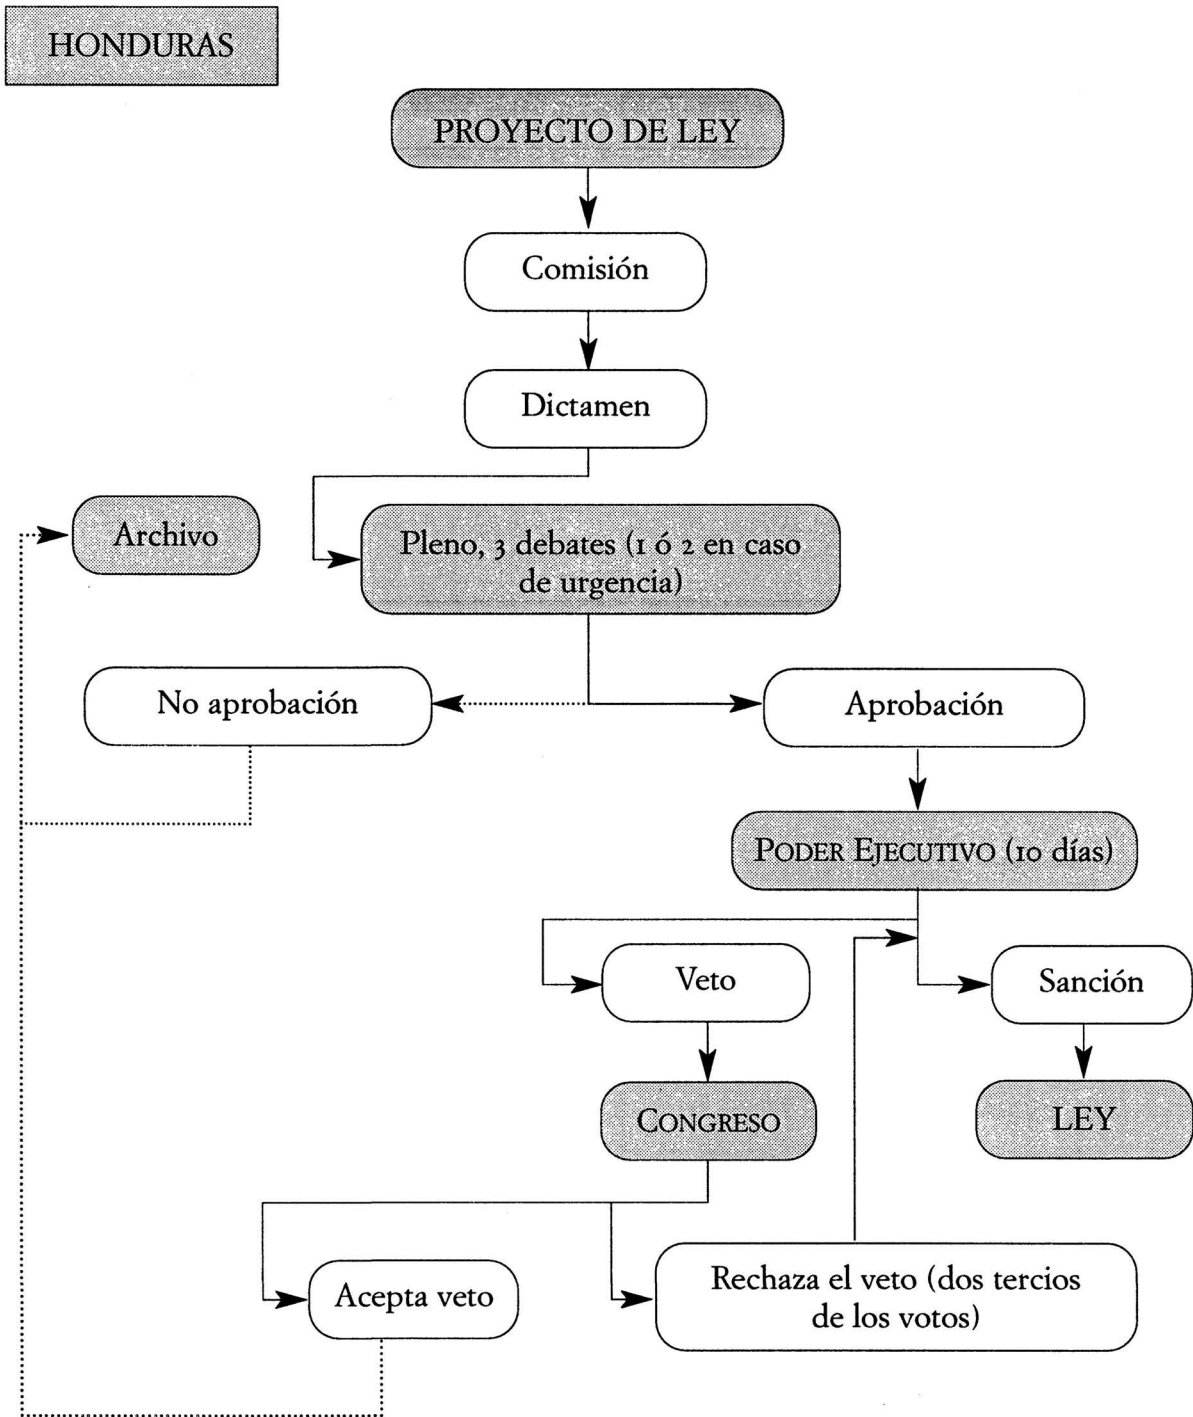 HONDURAS
PROYECTO DE LEY
Comisión
Dictamen
Archivo
Pleno, 3 debates (1 ó 2 en caso
de urgencia)
No aprobación
Aprobación
PODER EJECUTIVO (10 días)
Veto
Sanción
CONGRESO
LEY
Acepta veto
Rechaza el veto (dos tercios
de los votos)